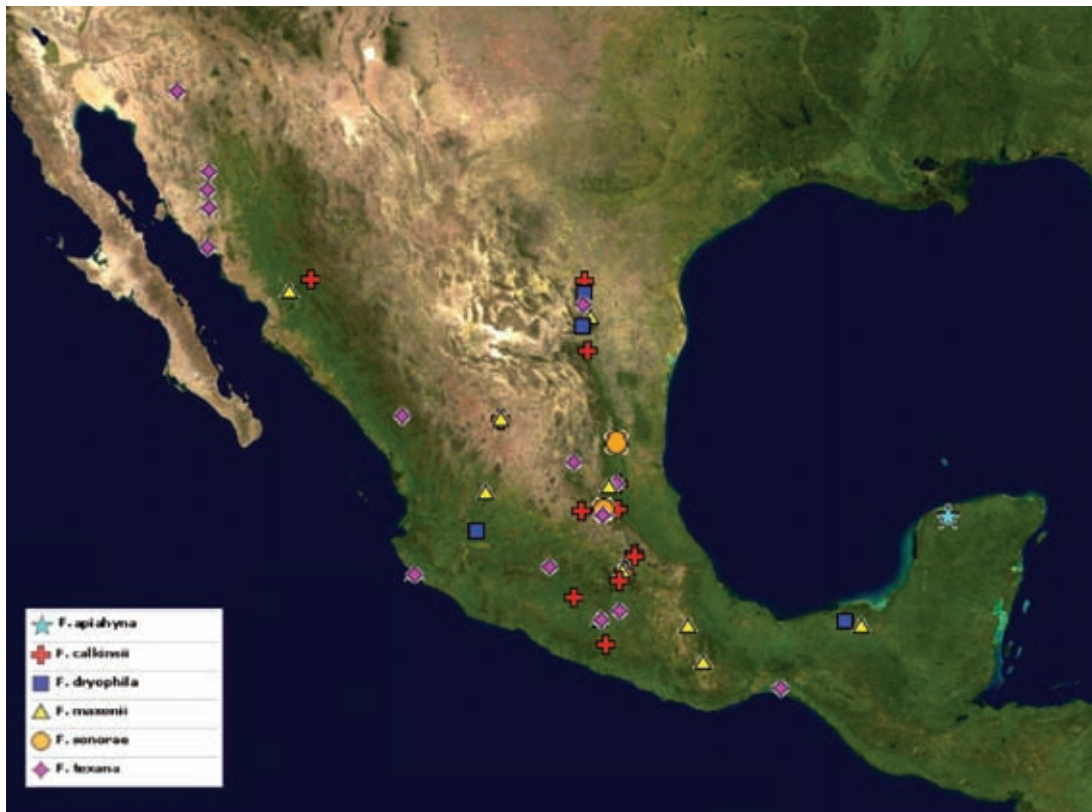 F. apiahyna
F. calkinsii
F. dryophila
F. maxonii
F. sonorae
F. texana